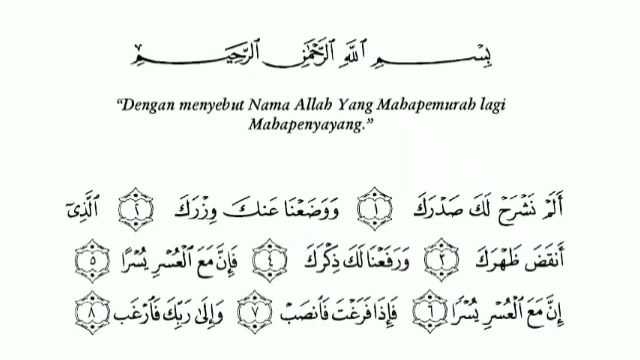 بِسْمِ اللَّهِ الرَّحْمَٰنِ الرَّحِيمِ
“Dengan menyebut Nama Allah Yang Mahapemurah lagi
Mahapenyayang.”
أَلَمْ نَشْرَحْ لَكَ صَدْرَكَ ١ وَوَضَعْنَا عَنكَ وِزْرَكَ ٢ الَّذِىٓ
أَنقَضَ ظَهْرَكَ ٣ وَرَفَعْنَا لَكَ ذِكْرَكَ ٤ فَإِنَّ مَعَ الْعُسْرِ يُسْرًا ٥
إِنَّ مَعَ الْعُسْرِ يُسْرًا ٦ فَإِذَا فَرَغْتَ فَانصَبْ ٧ وَإِلَىٰ رَبِّكَ فَارْغَب ٨